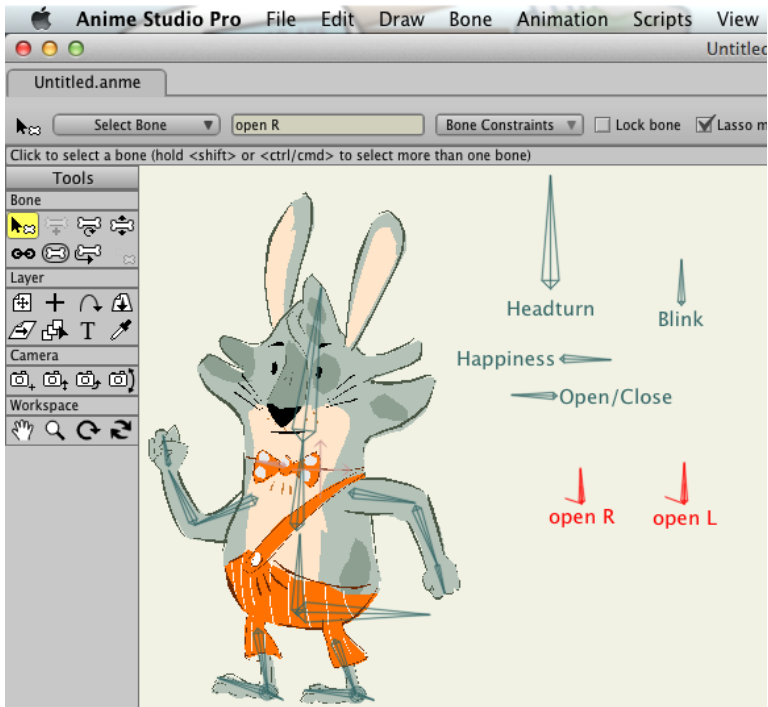 Anime Studio Pro File Edit Draw Bone Animation Scripts View
Untitled
Untitled.anme
Select Bone open R Bone Constraints Lock bone Lasso m
Click to select a bone (hold <shift> or <ctrl/cmd> to select more than one bone)
Tools
Bone
Layer
T
Camera
Workspace
Headturn
Blink
Happiness
Open/Close
open R open L